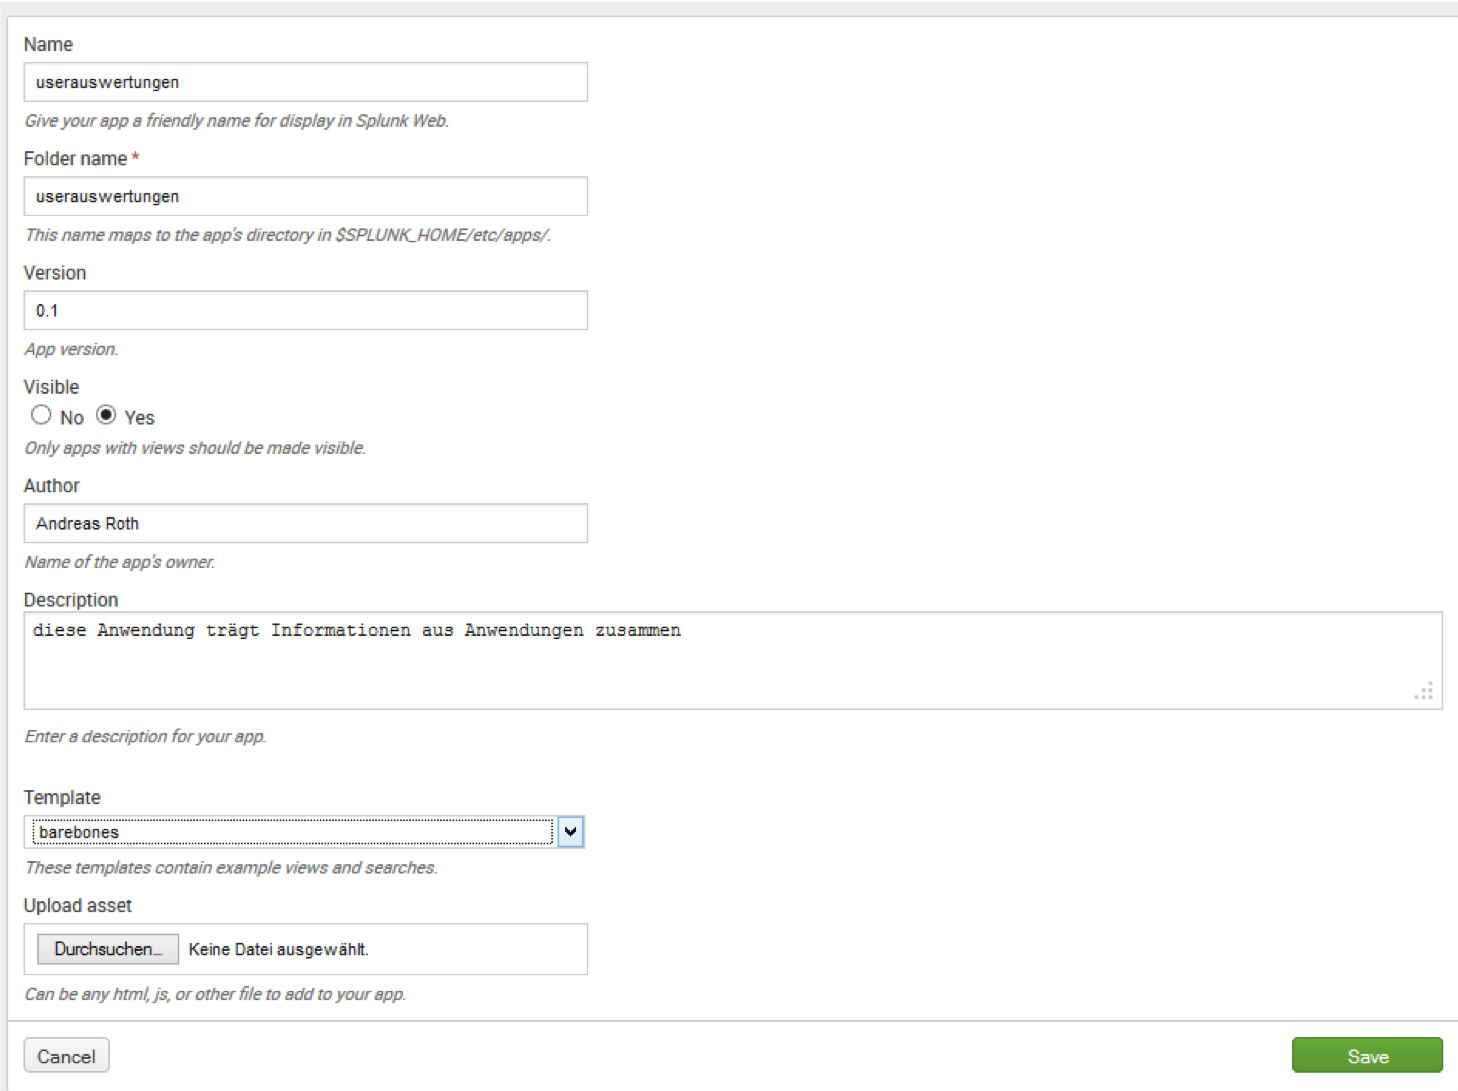 Name
userauswertungen
Give your app a friendly name for display in Splunk Web.
Folder name *
userauswertungen
This name maps to the app's directory in $SPLUNK_HOME/etc/apps/.
Version
0.1
App version.
Visible
No Yes
Only apps with views should be made visible.
Author
Andreas Roth
Name of the app's owner.
Description
diese Anwendung trägt Informationen aus Anwendungen zusammen
Enter a description for your app.
Template
barebones
These templates contain example views and searches.
Upload asset
Durchsuchen... Keine Datei ausgewählt.
Can be any html, js, or other file to add to your app.
Cancel Save